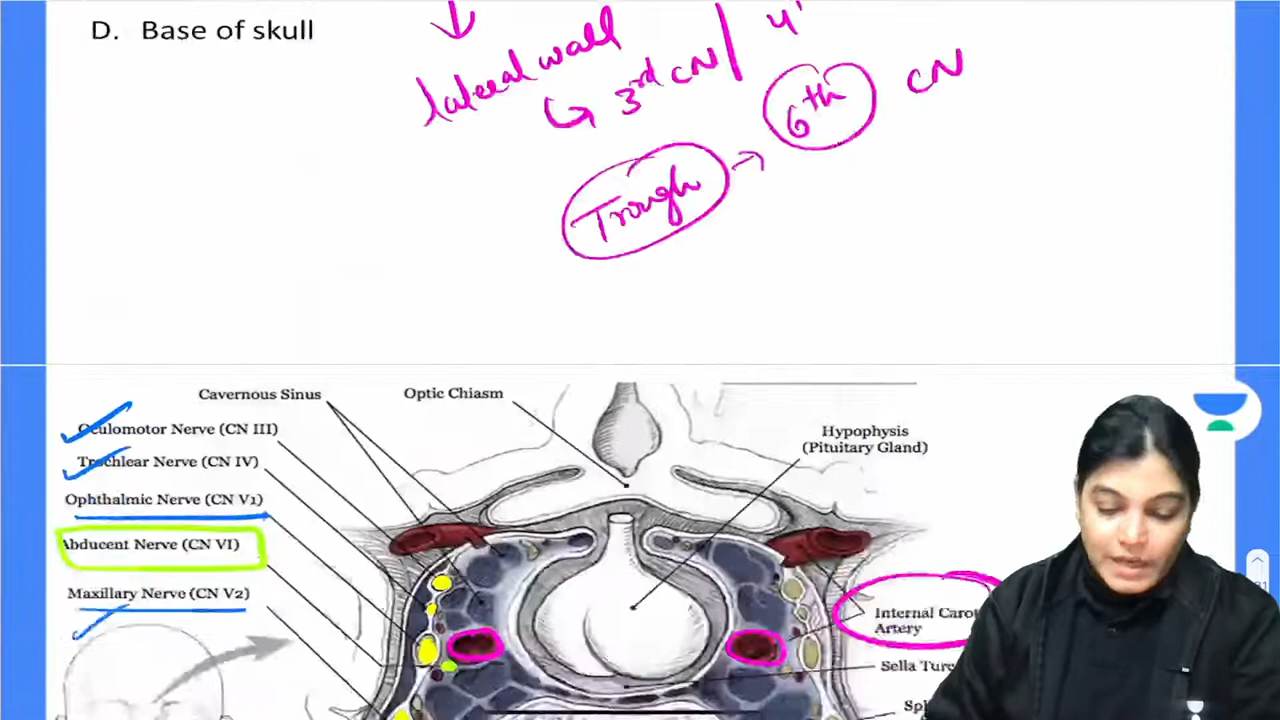 D. Base of skull
lateral wall
3rd CN / 4'
6th CN
Trough
Cavernous Sinus
Optic Chiasm
Oculomotor Nerve (CN III)
Hypophysis
(Pituitary Gland)
Trochlear Nerve (CN IV)
Ophthalmic Nerve (CN V1)
Abducent Nerve (CN VI)
Maxillary Nerve (CN V2)
Internal Carot
Artery
Sella Turc
Sp